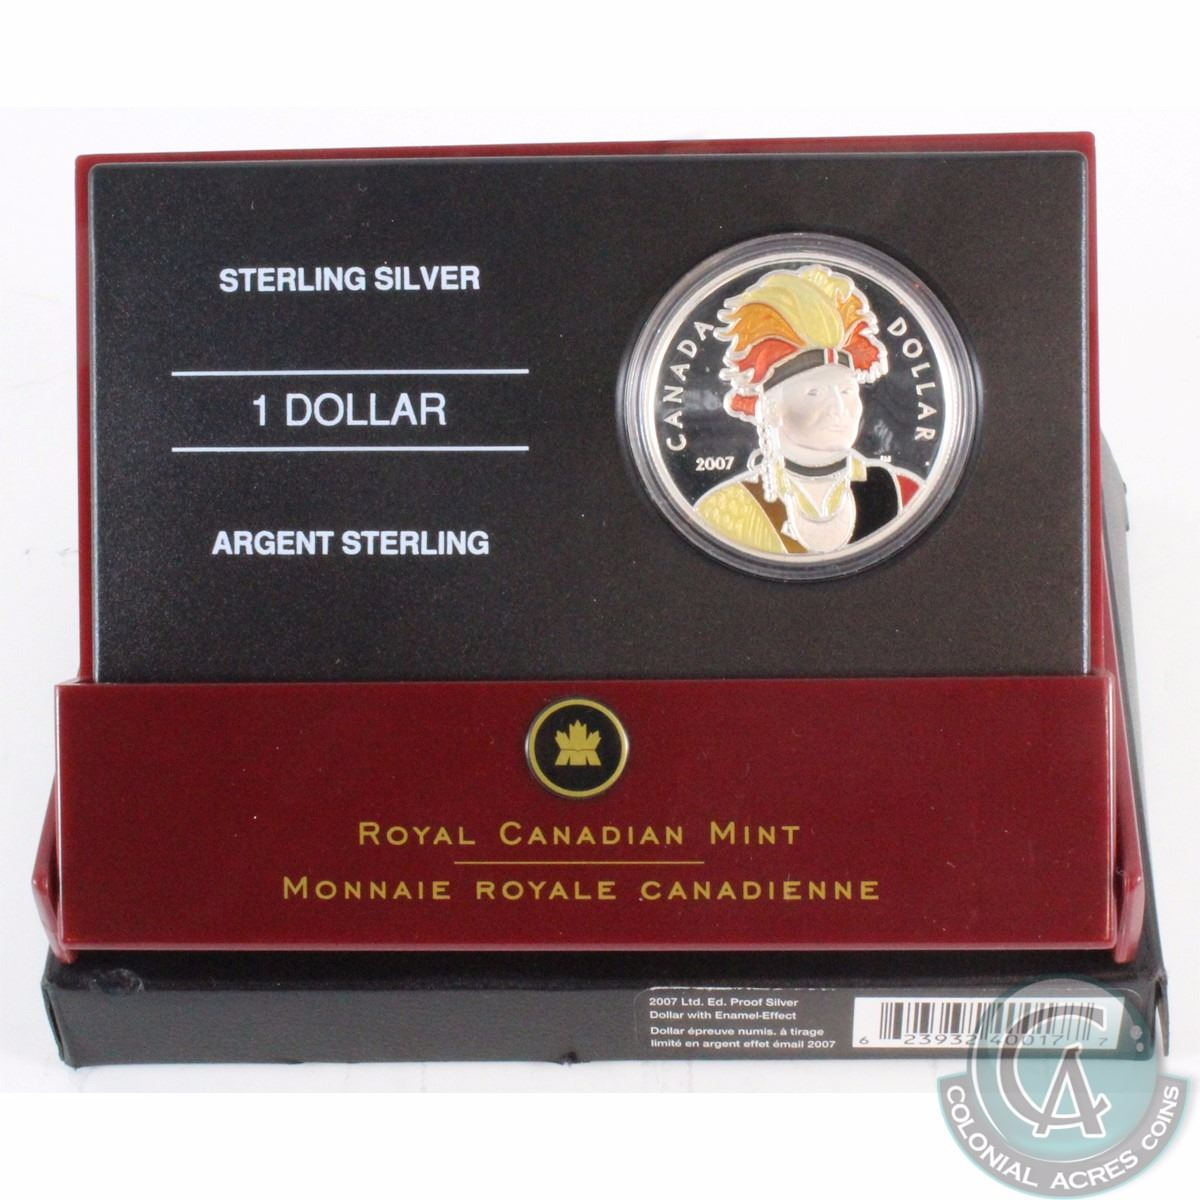 STERLING SILVER
1 DOLLAR
ARGENT STERLING
CANADA
DOLLAR
2007
ROYAL CANADIAN MINT
MONNAIE ROYALE CANADIENNE
2007 Ltd. Ed. Proof Silver
Dollar with Enamel-Effect
Dollar épreuve numis. à tirage
limité en argent effet émail 2007
6 23932 40017 7
CA
COLONIAL ACRES COINS